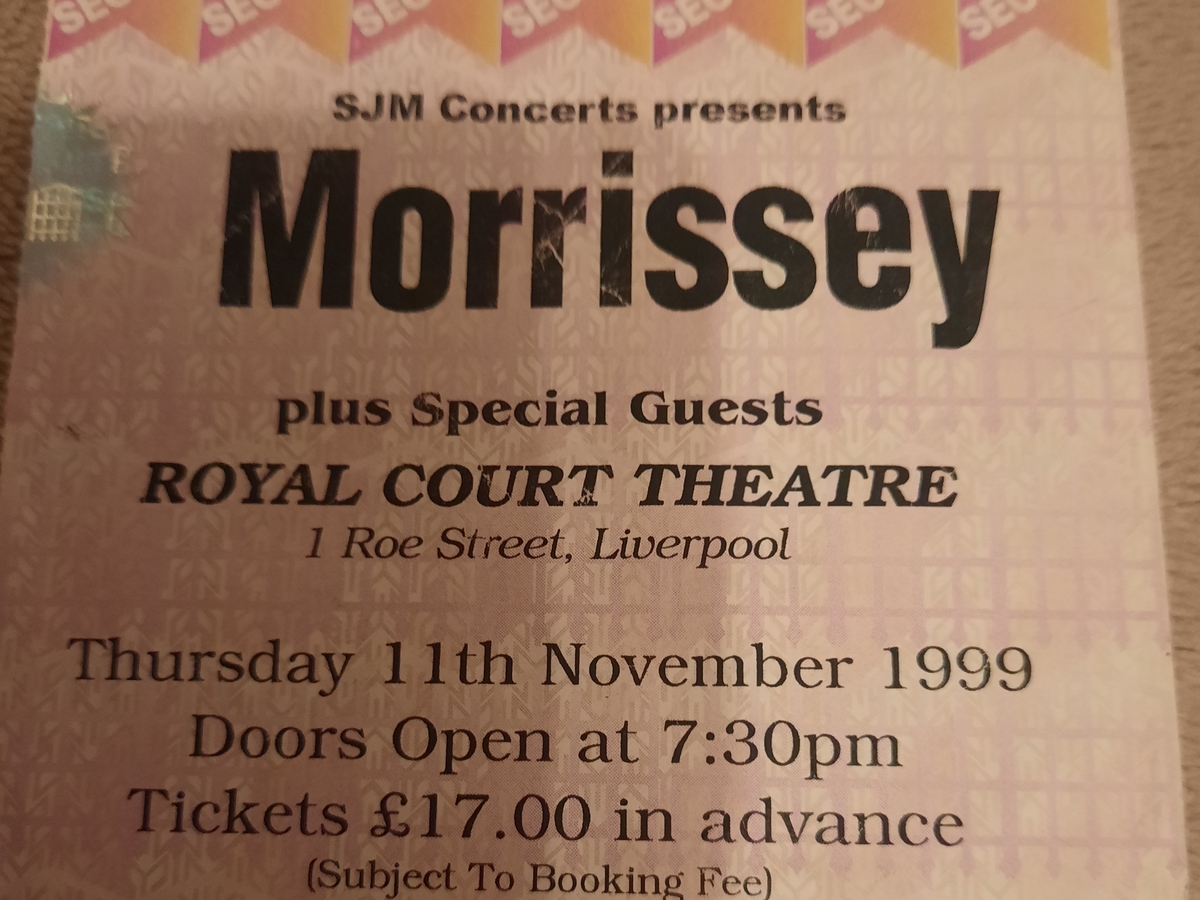 SJM Concerts presents
Morrissey
plus Special Guests
ROYAL COURT THEATRE
1 Roe Street, Liverpool
Thursday 11th November 1999
Doors Open at 7:30pm
Tickets £17.00 in advance
(Subject To Booking Fee)